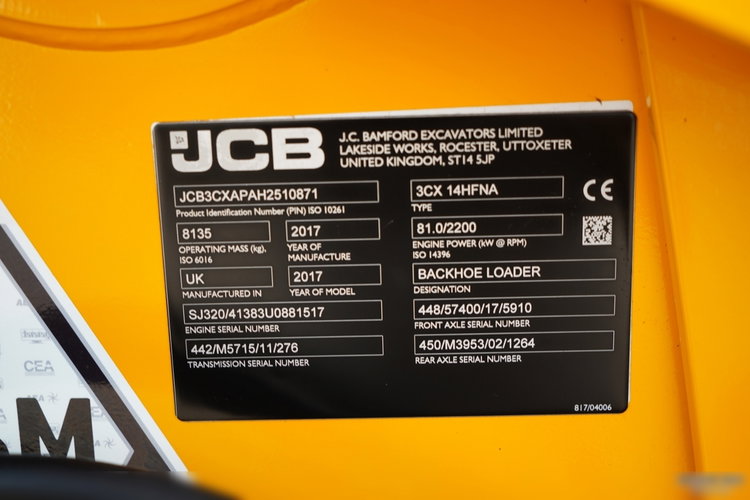 JCB
J.C. BAMFORD EXCAVATORS LIMITED
LAKESIDE WORKS, ROCESTER, UTTOXETER
UNITED KINGDOM, ST14 5JP
JCB3CXAPAH2510871
Product Identification Number (PIN) ISO 10261
3CX 14HFNA
TYPE
CE
8135
OPERATING MASS (kg),
ISO 6016
2017
YEAR OF
MANUFACTURE
81.0/2200
ENGINE POWER (kW @ RPM)
ISO 14396
UK
MANUFACTURED IN
2017
YEAR OF MODEL
BACKHOE LOADER
DESIGNATION
SJ320/41383U0881517
ENGINE SERIAL NUMBER
448/57400/17/5910
FRONT AXLE SERIAL NUMBER
442/M5715/11/276
TRANSMISSION SERIAL NUMBER
450/M3953/02/1264
REAR AXLE SERIAL NUMBER
817/04006
CEA
M